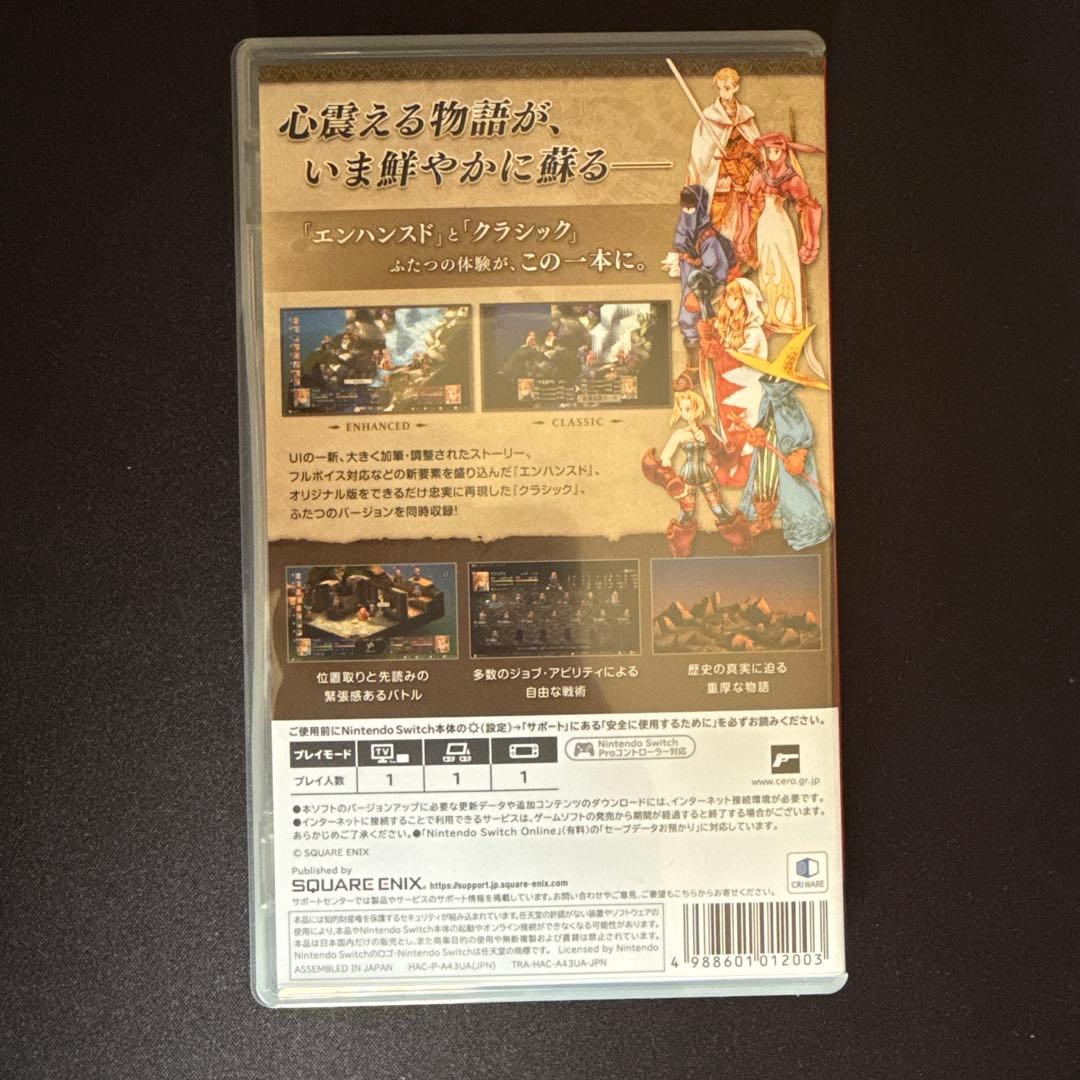 心震える物語が、
いま鮮やかに蘇る――
「エンハンスド」と「クラシック」
ふたつの体験が、この一本に。
ENHANCED
CLASSIC
UIの一新、大きく加筆・調整されたストーリー、
フルボイス対応などの新要素を盛り込んだ『エンハンスド』、
オリジナル版をできるだけ忠実に再現した『クラシック』、
ふたつのバージョンを同時収録!
位置取りと先読みの
緊張感あるバトル
多数のジョブ・アビリティによる
自由な戦術
歴史の真実に迫る
重厚な物語
ご使用前にNintendo Switch本体の(設定)→「サポート」にある「安全に使用するために」を必ずお読みください。
プレイモード TV
Nintendo Switch
Proコントローラー対応
プレイ人数 1 1 1
www.cero.gr.jp
●本ソフトのバージョンアップに必要な更新データや追加コンテンツのダウンロードには、インターネット接続環境が必要です。
●インターネットに接続することで利用できるサービスは、ゲームソフトの発売から期間が経過すると終了する場合がございます。
あらかじめご了承ください。●「Nintendo Switch Online」(有料)の「セーブデータお預かり」に対応しています。
© SQUARE ENIX
Published by
SQUARE ENIX. https://support.jp.square-enix.com
CRIWARE
サポートセンターでは製品やサービスのサポート情報を掲載しています。お問い合わせやご意見、ご要望もこちらからお寄せください。
本品には知的財産権を保護するセキュリティが組み込まれています。任天堂の許諾がない装置やソフトウェアの
使用により、本品やNintendo Switch本体の起動やオンライン接続ができなくなる可能性があります。
本品は日本国内だけの販売とし、また商業目的の使用や無断複製および賃貸は禁止されています。
Nintendo Switchのロゴ・Nintendo Switchは任天堂の商標です。 Licensed by Nintendo
ASSEMBLED IN JAPAN HAC-P-A43UA(JPN) TRA-HAC-A43UA-JPN
4 988601 012003